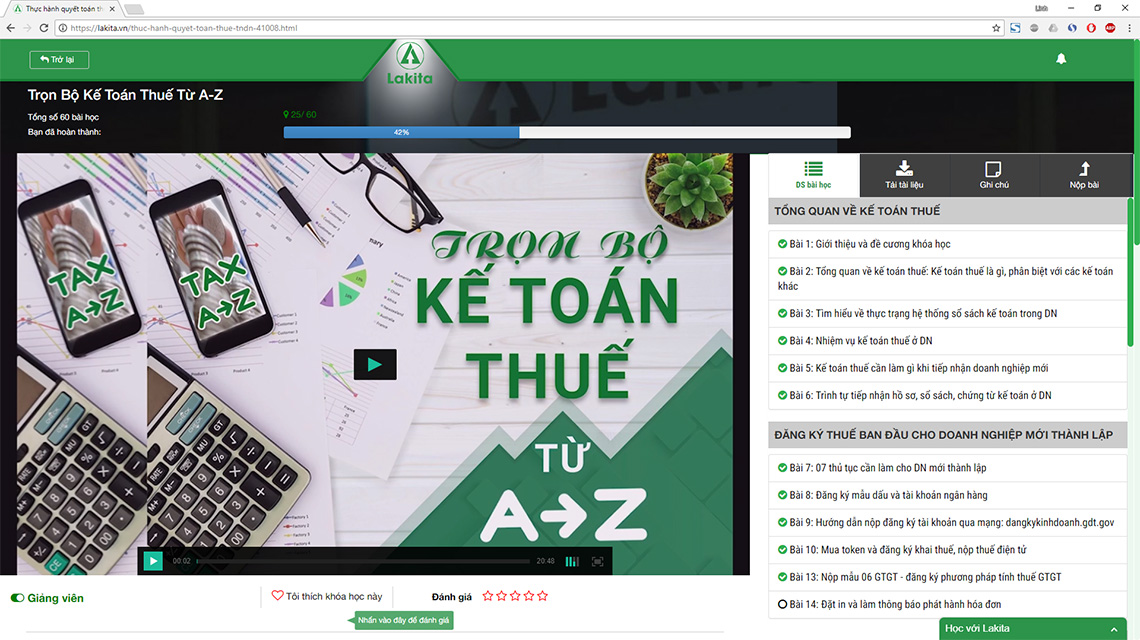 Thực hành quyết toán th
Linh
https://lakita.vn/thuc-hanh-quyet-toan-thue-tndn-41008.html
Trở lại
Lakita
Trọn Bộ Kế Toán Thuế Từ A-Z
Tổng số 60 bài học
25/ 60
Bạn đã hoàn thành:
42%
TRỌN BỘ
KẾ TOÁN
THUẾ
TỪ
A→Z
TAX
A→Z
TAX
A→Z
00:02
20:48
DS bài học
Tải tài liệu
Ghi chú
Nộp bài
TỔNG QUAN VỀ KẾ TOÁN THUẾ
Bài 1: Giới thiệu và đề cương khóa học
Bài 2: Tổng quan về kế toán thuế: Kế toán thuế là gì, phân biệt với các kế toán
khác
Bài 3: Tìm hiểu về thực trạng hệ thống sổ sách kế toán trong DN
Bài 4: Nhiệm vụ kế toán thuế ở DN
Bài 5: Kế toán thuế cần làm gì khi tiếp nhận doanh nghiệp mới
Bài 6: Trình tự tiếp nhận hồ sơ, sổ sách, chứng từ kế toán ở DN
ĐĂNG KÝ THUẾ BAN ĐẦU CHO DOANH NGHIỆP MỚI THÀNH LẬP
Bài 7: 07 thủ tục cần làm cho DN mới thành lập
Bài 8: Đăng ký mẫu dấu và tài khoản ngân hàng
Bài 9: Hướng dẫn nộp đăng ký tài khoản qua mạng: dangkykinhdoanh.gdt.gov
Bài 10: Mua token và đăng ký khai thuế, nộp thuế điện tử
Bài 13: Nộp mẫu 06 GTGT - đăng ký phương pháp tính thuế GTGT
Bài 14: Đặt in và làm thông báo phát hành hóa đơn
Giảng viên
Tôi thích khóa học này
Đánh giá
Nhấn vào đây để đánh giá
Học với Lakita